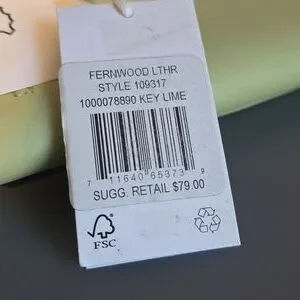 FERNWOOD LTHR
STYLE 109317
1000078890 KEY LIME
7 11640 65373 9
SUGG. RETAIL $79.00
FSC